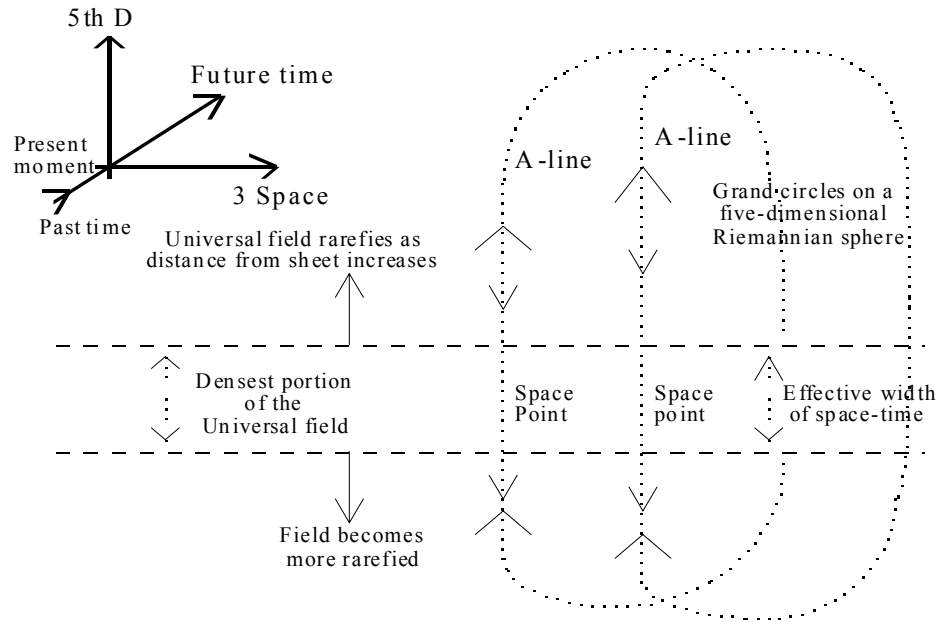 5th D
Future time
Present
moment
3 Space
Past time
Universal field rarefies as
distance from sheet increases
A-line
A-line
Grand circles on a
five-dimensional
Riemannian sphere
Densest portion
of the
Universal field
Space
Point
Space
point
Effective width
of space-time
Field becomes
more rarefied